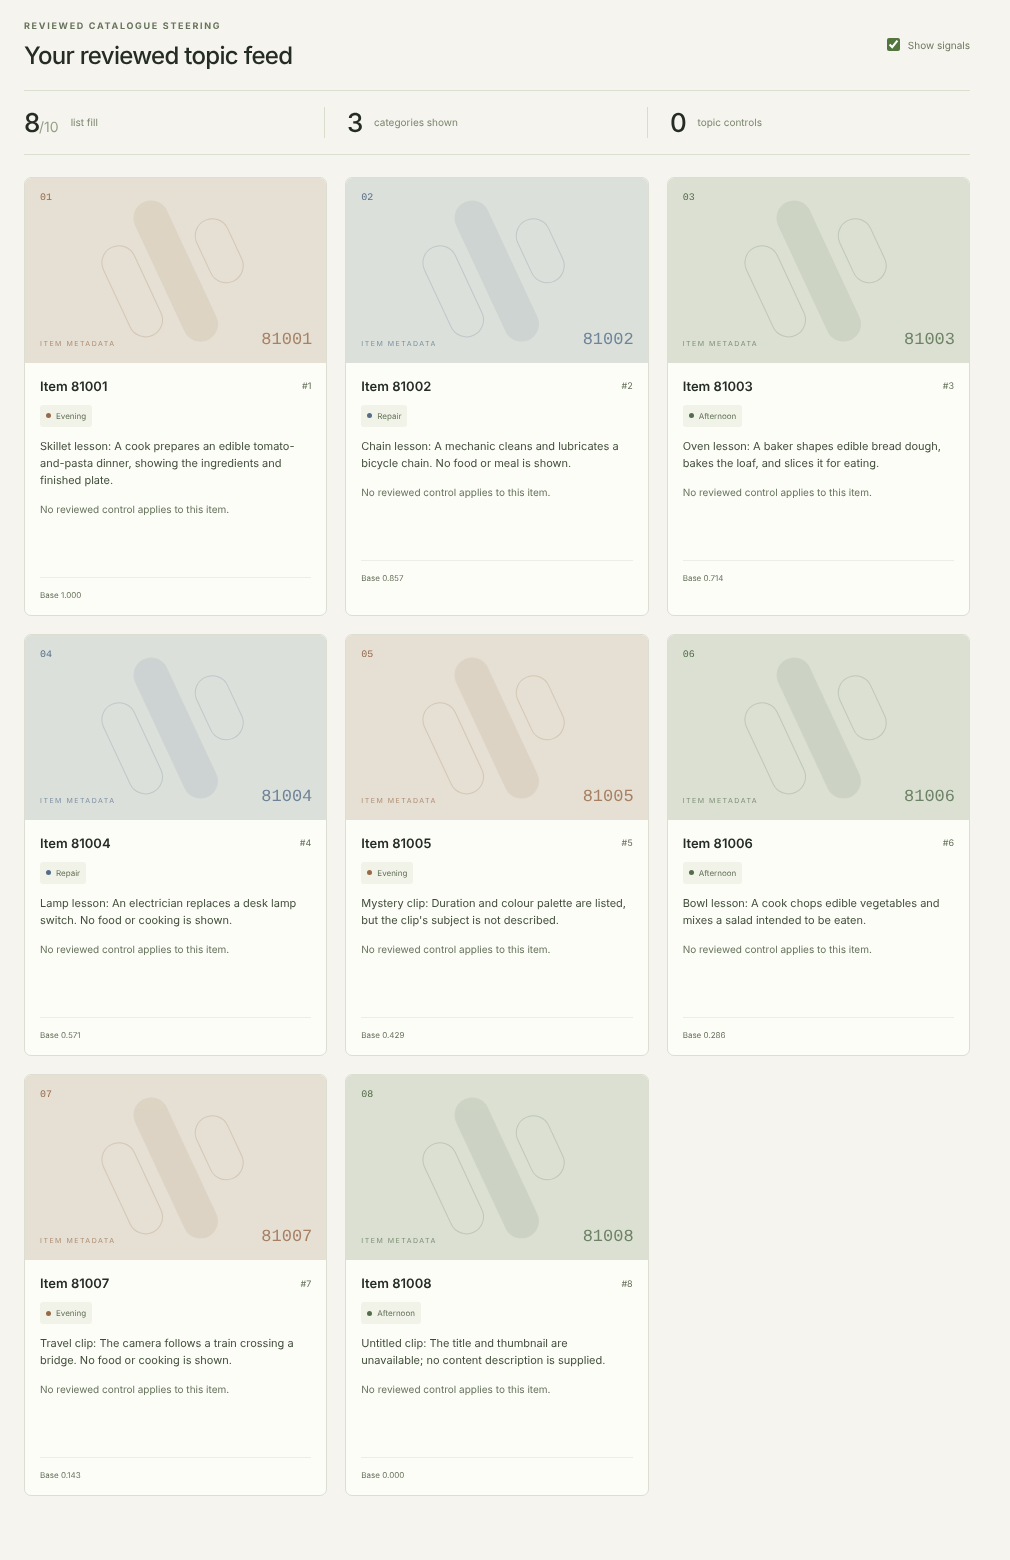 REVIEWED CATALOGUE STEERING
Your reviewed topic feed
Show signals
8/10 list fill
3 categories shown
0 topic controls
01
ITEM METADATA 81001
Item 81001 #1
Evening
Skillet lesson: A cook prepares an edible tomato-
and-pasta dinner, showing the ingredients and
finished plate.
No reviewed control applies to this item.
Base 1.000
02
ITEM METADATA 81002
Item 81002 #2
Repair
Chain lesson: A mechanic cleans and lubricates a
bicycle chain. No food or meal is shown.
No reviewed control applies to this item.
Base 0.857
03
ITEM METADATA 81003
Item 81003 #3
Afternoon
Oven lesson: A baker shapes edible bread dough,
bakes the loaf, and slices it for eating.
No reviewed control applies to this item.
Base 0.714
04
ITEM METADATA 81004
Item 81004 #4
Repair
Lamp lesson: An electrician replaces a desk lamp
switch. No food or cooking is shown.
No reviewed control applies to this item.
Base 0.571
05
ITEM METADATA 81005
Item 81005 #5
Evening
Mystery clip: Duration and colour palette are listed,
but the clip's subject is not described.
No reviewed control applies to this item.
Base 0.429
06
ITEM METADATA 81006
Item 81006 #6
Afternoon
Bowl lesson: A cook chops edible vegetables and
mixes a salad intended to be eaten.
No reviewed control applies to this item.
Base 0.286
07
ITEM METADATA 81007
Item 81007 #7
Evening
Travel clip: The camera follows a train crossing a
bridge. No food or cooking is shown.
No reviewed control applies to this item.
Base 0.143
08
ITEM METADATA 81008
Item 81008 #8
Afternoon
Untitled clip: The title and thumbnail are
unavailable; no content description is supplied.
No reviewed control applies to this item.
Base 0.000